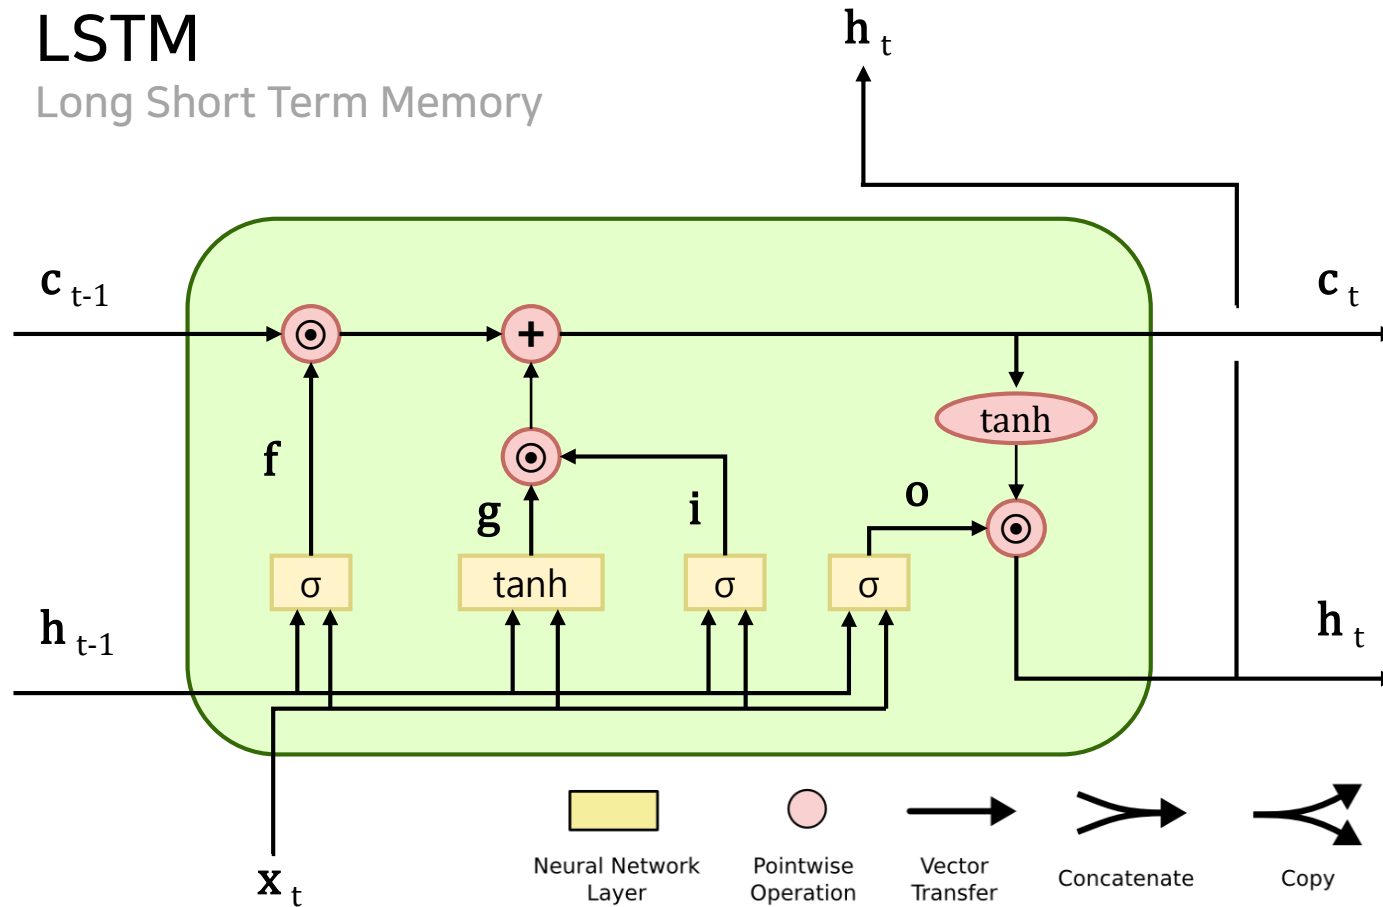 LSTM
Long Short Term Memory
h t
c t-1
c t
⊙
+
tanh
f
⊙
g
i
o
⊙
σ
tanh
σ
σ
h t-1
h t
x t
Neural Network
Layer
Pointwise
Operation
Vector
Transfer
Concatenate
Copy